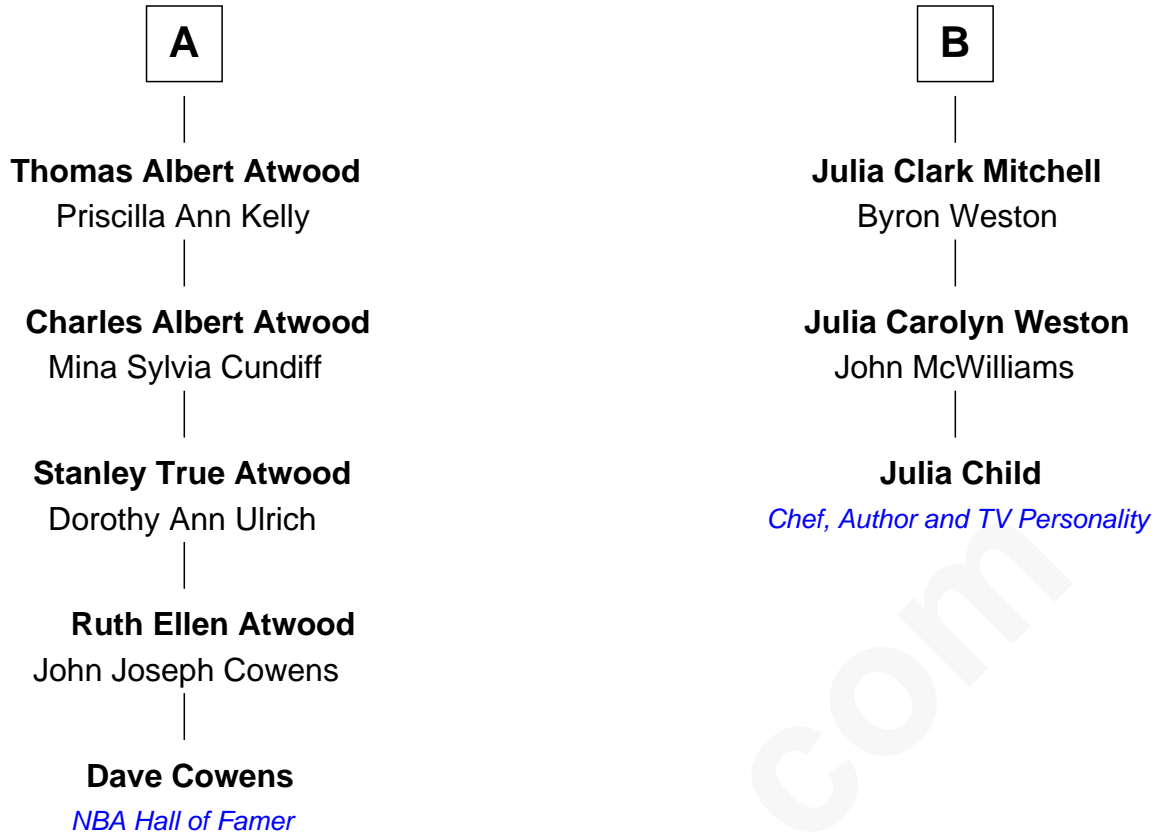 A
Thomas Albert Atwood
Priscilla Ann Kelly
Charles Albert Atwood
Mina Sylvia Cundiff
Stanley True Atwood
Dorothy Ann Ulrich
Ruth Ellen Atwood
John Joseph Cowens
Dave Cowens
NBA Hall of Famer
B
Julia Clark Mitchell
Byron Weston
Julia Carolyn Weston
John McWilliams
Julia Child
Chef, Author and TV Personality
com